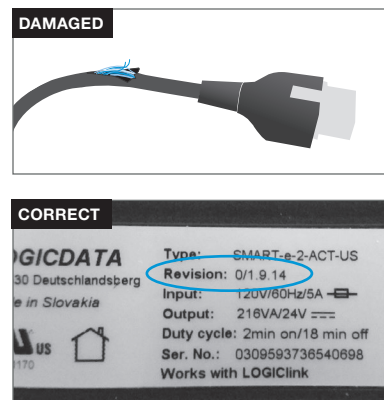 DAMAGED
CORRECT
OGICDATA
30 Deutschlandsberg
e in Slovakia
US
0170
Type: SMART-e-2-ACT-US
Revision: 0/1.9.14
Input: 120V/60Hz/5A
Output: 216VA/24V
Duty cycle: 2min on/18 min off
Ser. No.: 0309593736540698
Works with LOGIClink